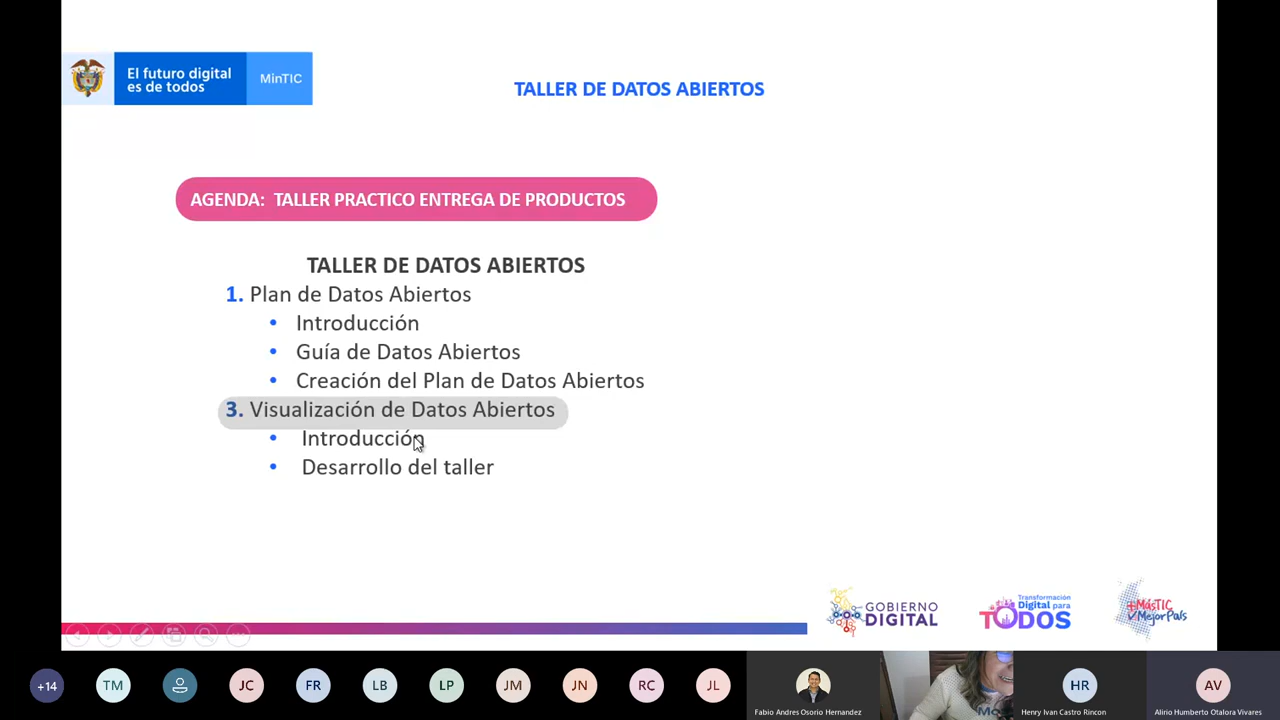 El futuro digital
es de todos
MinTIC
TALLER DE DATOS ABIERTOS
AGENDA: TALLER PRACTICO ENTREGA DE PRODUCTOS
TALLER DE DATOS ABIERTOS
1. Plan de Datos Abiertos
• Introducción
• Guía de Datos Abiertos
• Creación del Plan de Datos Abiertos
3. Visualización de Datos Abiertos
• Introducción
• Desarrollo del taller
GOBIERNO
DIGITAL
Transformación
Digital para
TODOS
+MásTIC
MejorPaís
+14
TM
JC
FR
LB
LP
JM
JN
RC
JL
HR
AV
Fabio Andres Osorio Hernandez
Henry Ivan Castro Rincon
Alirio Humberto Otalora Vivares